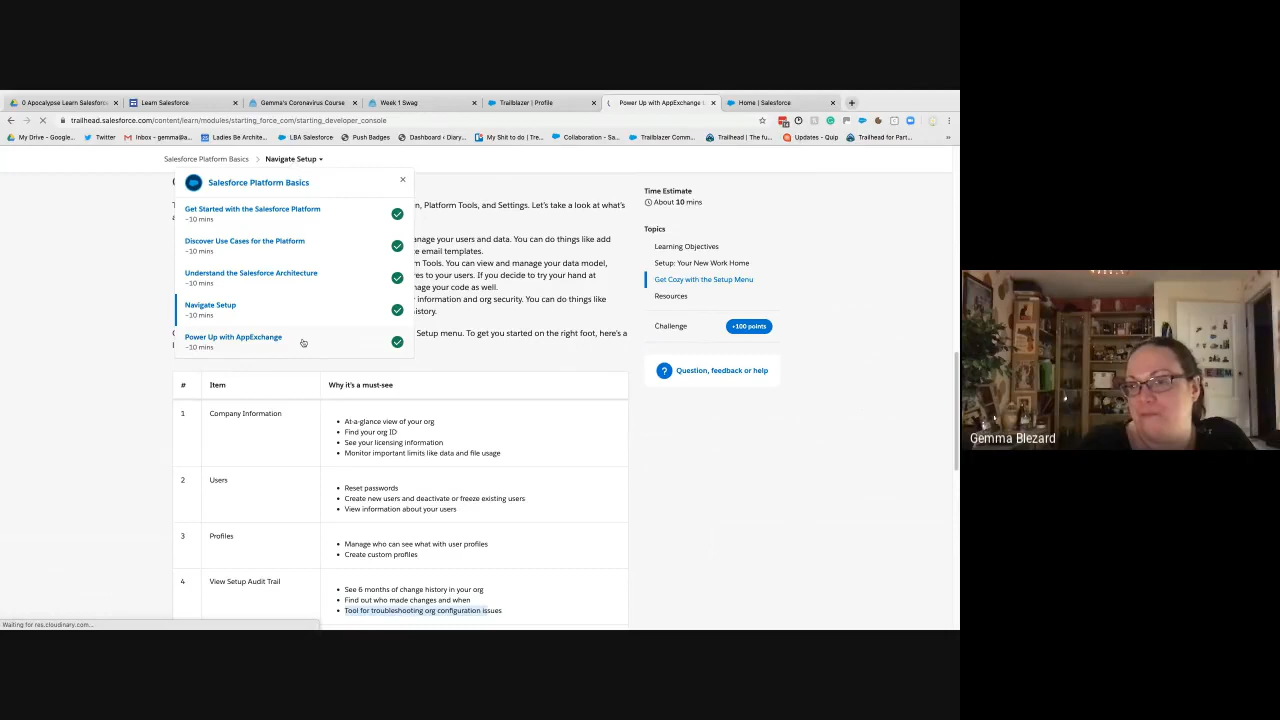 0 Apocalypse Learn Salesforc
Learn Salesforce
Gemma's Coronavirus Course
Week 1 Swag
Trailblazer | Profile
Power Up with AppExchange
Home | Salesforce
trailhead.salesforce.com/content/learn/modules/starting_force_com/starting_developer_console
My Drive - Google...
Twitter
Inbox - gemma@a...
Ladies Be Archite...
LBA Salesforce
Push Badges
Dashboard ‹ Diary...
My Shit to do | Tre...
Collaboration - Sa...
Trailblazer Comm...
Trailhead | The fu...
Updates - Quip
Trailhead for Part...
Salesforce Platform Basics > Navigate Setup
Salesforce Platform Basics
Get Started with the Salesforce Platform
~10 mins
Discover Use Cases for the Platform
~10 mins
Understand the Salesforce Architecture
~10 mins
Navigate Setup
~10 mins
Power Up with AppExchange
~10 mins
n, Platform Tools, and Settings. Let's take a look at what's
anage your users and data. You can do things like add
e email templates.
m Tools. You can view and manage your data model,
res to your users. If you decide to try your hand at
nage your code as well.
y information and org security. You can do things like
history.
Setup menu. To get you started on the right foot, here's a
# Item Why it's a must-see
1 Company Information
At-a-glance view of your org
Find your org ID
See your licensing information
Monitor important limits like data and file usage
2 Users
Reset passwords
Create new users and deactivate or freeze existing users
View information about your users
3 Profiles
Manage who can see what with user profiles
Create custom profiles
4 View Setup Audit Trail
See 6 months of change history in your org
Find out who made changes and when
Tool for troubleshooting org configuration issues
Time Estimate
About 10 mins
Topics
Learning Objectives
Setup: Your New Work Home
Get Cozy with the Setup Menu
Resources
Challenge +100 points
? Question, feedback or help
Waiting for res.cloudinary.com...
Gemma Blezard